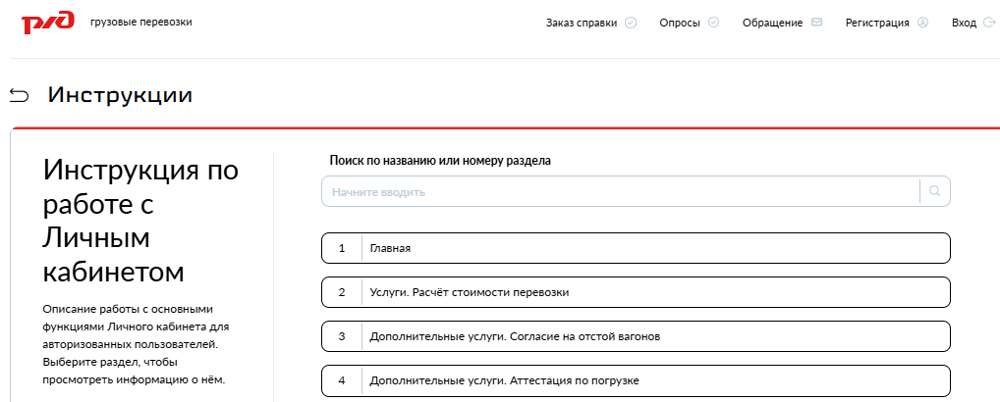 ржд грузовые перевозки
Заказ справки
Опросы
Обращение
Регистрация
Вход
Инструкции
Инструкция по
работе с
Личным
кабинетом
Описание работы с основными
функциями Личного кабинета для
авторизованных пользователей.
Выберите раздел, чтобы
просмотреть информацию о нём.
Поиск по названию или номеру раздела
Начните вводить
1 Главная
2 Услуги. Расчёт стоимости перевозки
3 Дополнительные услуги. Согласие на отстой вагонов
4 Дополнительные услуги. Аттестация по погрузке